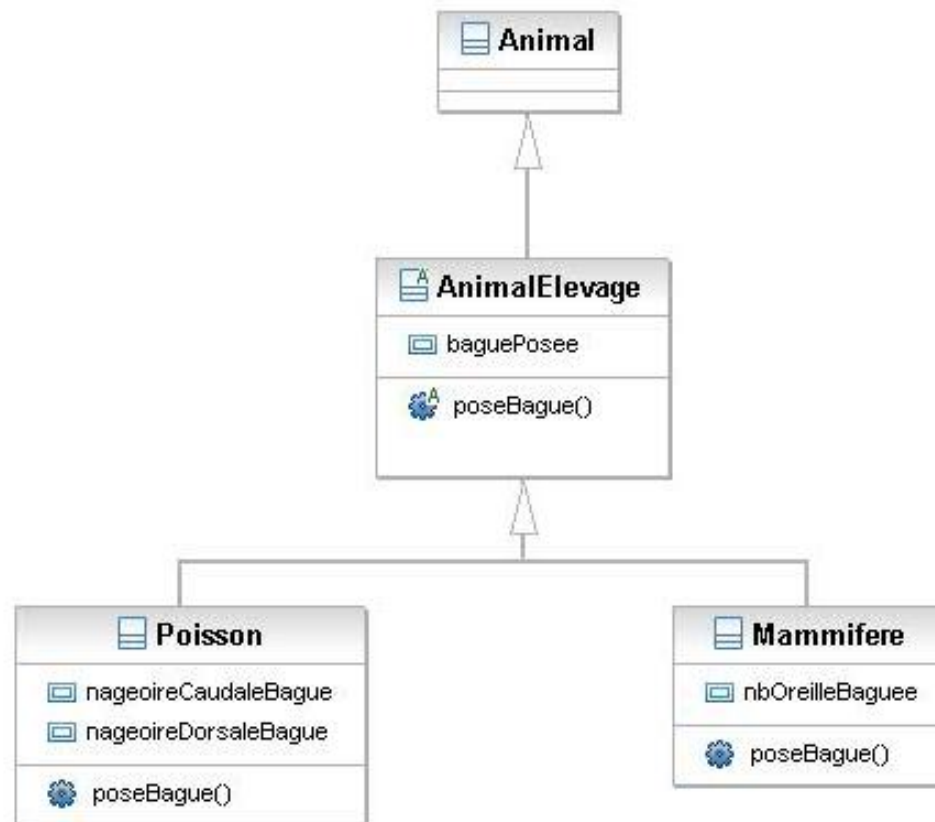 Animal
AnimalElevage
baguePosee
poseBague()
Poisson
nageoireCaudaleBague
nageoireDorsaleBague
poseBague()
Mammifere
nbOreilleBaguee
poseBague()